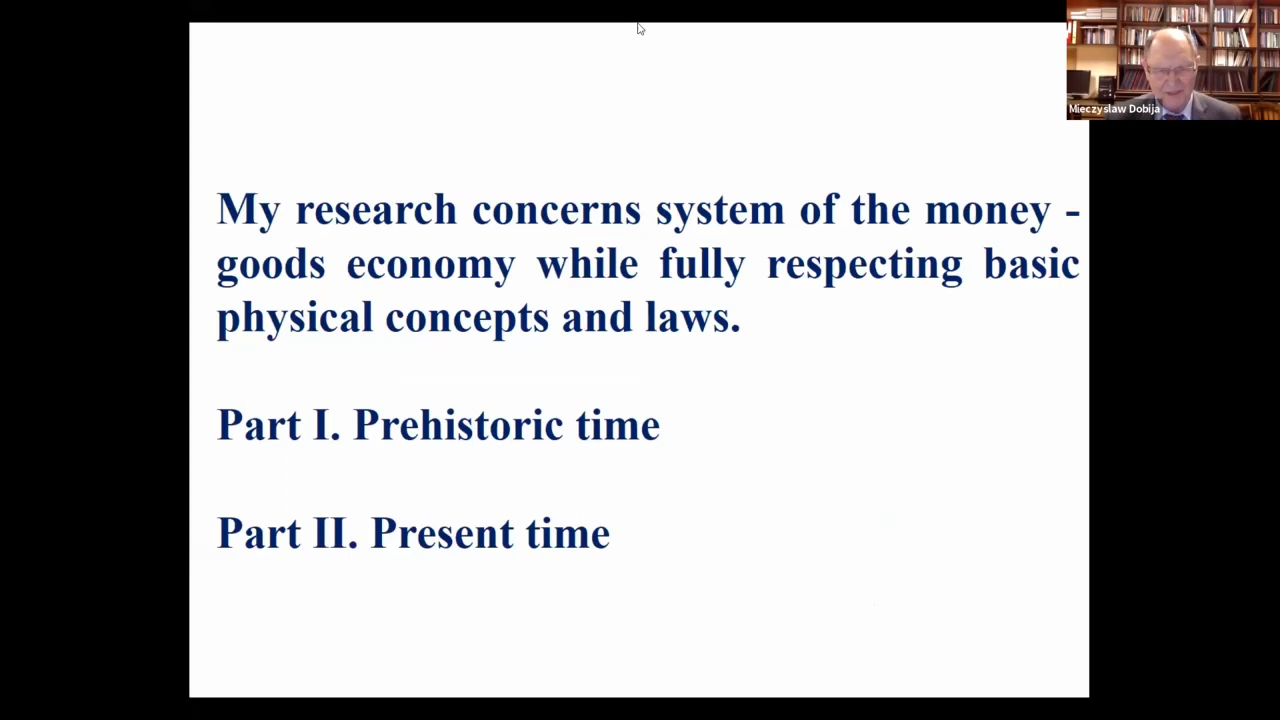 Mieczyslaw Dobija
My research concerns system of the money -
goods economy while fully respecting basic
physical concepts and laws.
Part I. Prehistoric time
Part II. Present time